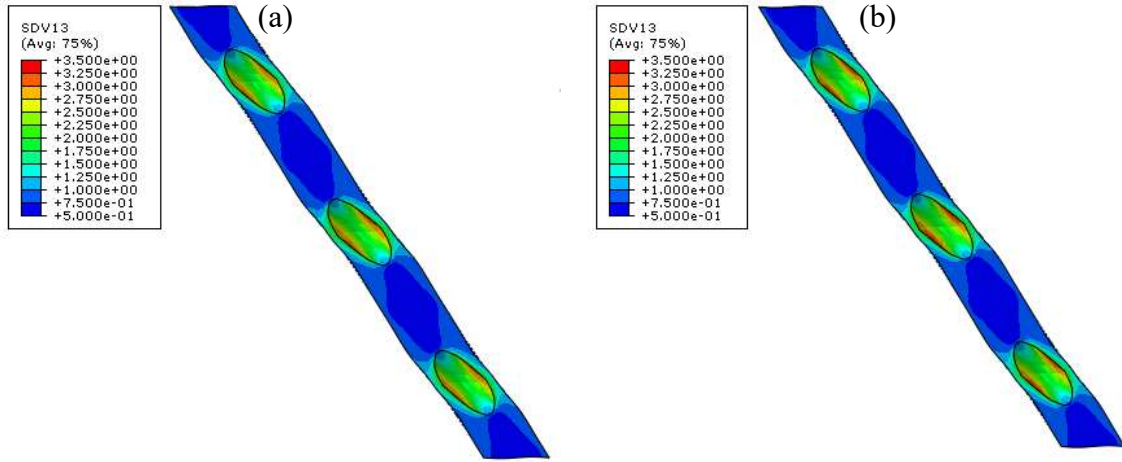 (a)
SDV13
(Avg: 75%)
+3.500e+00
+3.250e+00
+3.000e+00
+2.750e+00
+2.500e+00
+2.250e+00
+2.000e+00
+1.750e+00
+1.500e+00
+1.250e+00
+1.000e+00
+7.500e-01
+5.000e-01
(b)
SDV13
(Avg: 75%)
+3.500e+00
+3.250e+00
+3.000e+00
+2.750e+00
+2.500e+00
+2.250e+00
+2.000e+00
+1.750e+00
+1.500e+00
+1.250e+00
+1.000e+00
+7.500e-01
+5.000e-01